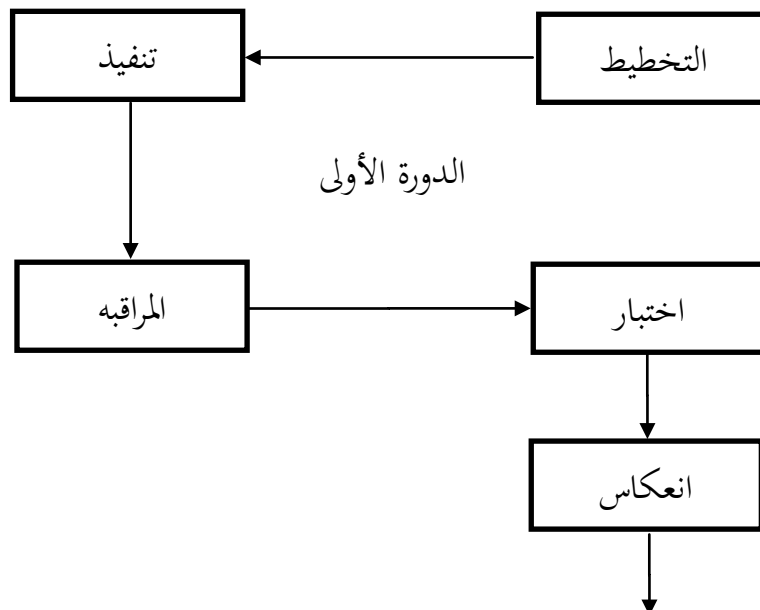 التخطيط
تنفيذ
الدورة الأولى
المراقبه
اختبار
انعكاس